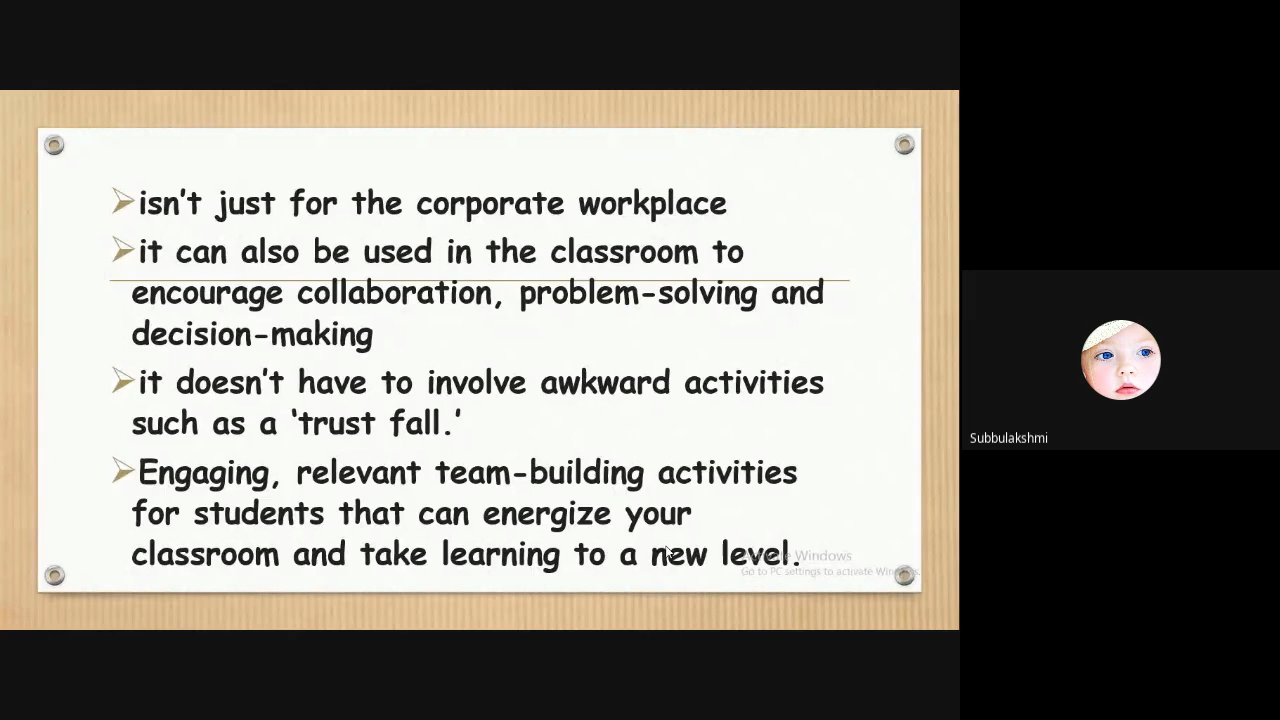 isn't just for the corporate workplace
it can also be used in the classroom to
encourage collaboration, problem-solving and
decision-making
it doesn't have to involve awkward activities
such as a 'trust fall.'
Engaging, relevant team-building activities
for students that can energize your
classroom and take learning to a new level.
Activate Windows
Go to PC settings to activate Windows.
Subbulakshmi